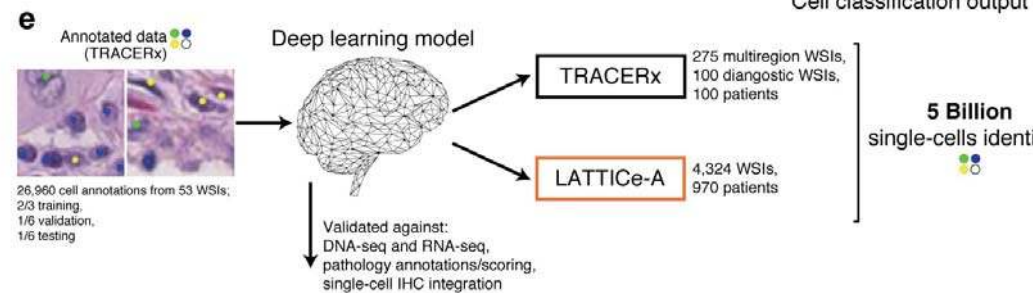 Cell classification output
e
Annotated data
(TRACERx)
26,960 cell annotations from 53 WSIs;
2/3 training,
1/6 validation,
1/6 testing
Deep learning model
Validated against:
DNA-seq and RNA-seq,
pathology annotations/scoring,
single-cell IHC integration
TRACERx
275 multiregion WSIs,
100 diangostic WSIs,
100 patients
LATTICe-A
4,324 WSIs,
970 patients
5 Billion
single-cells identi